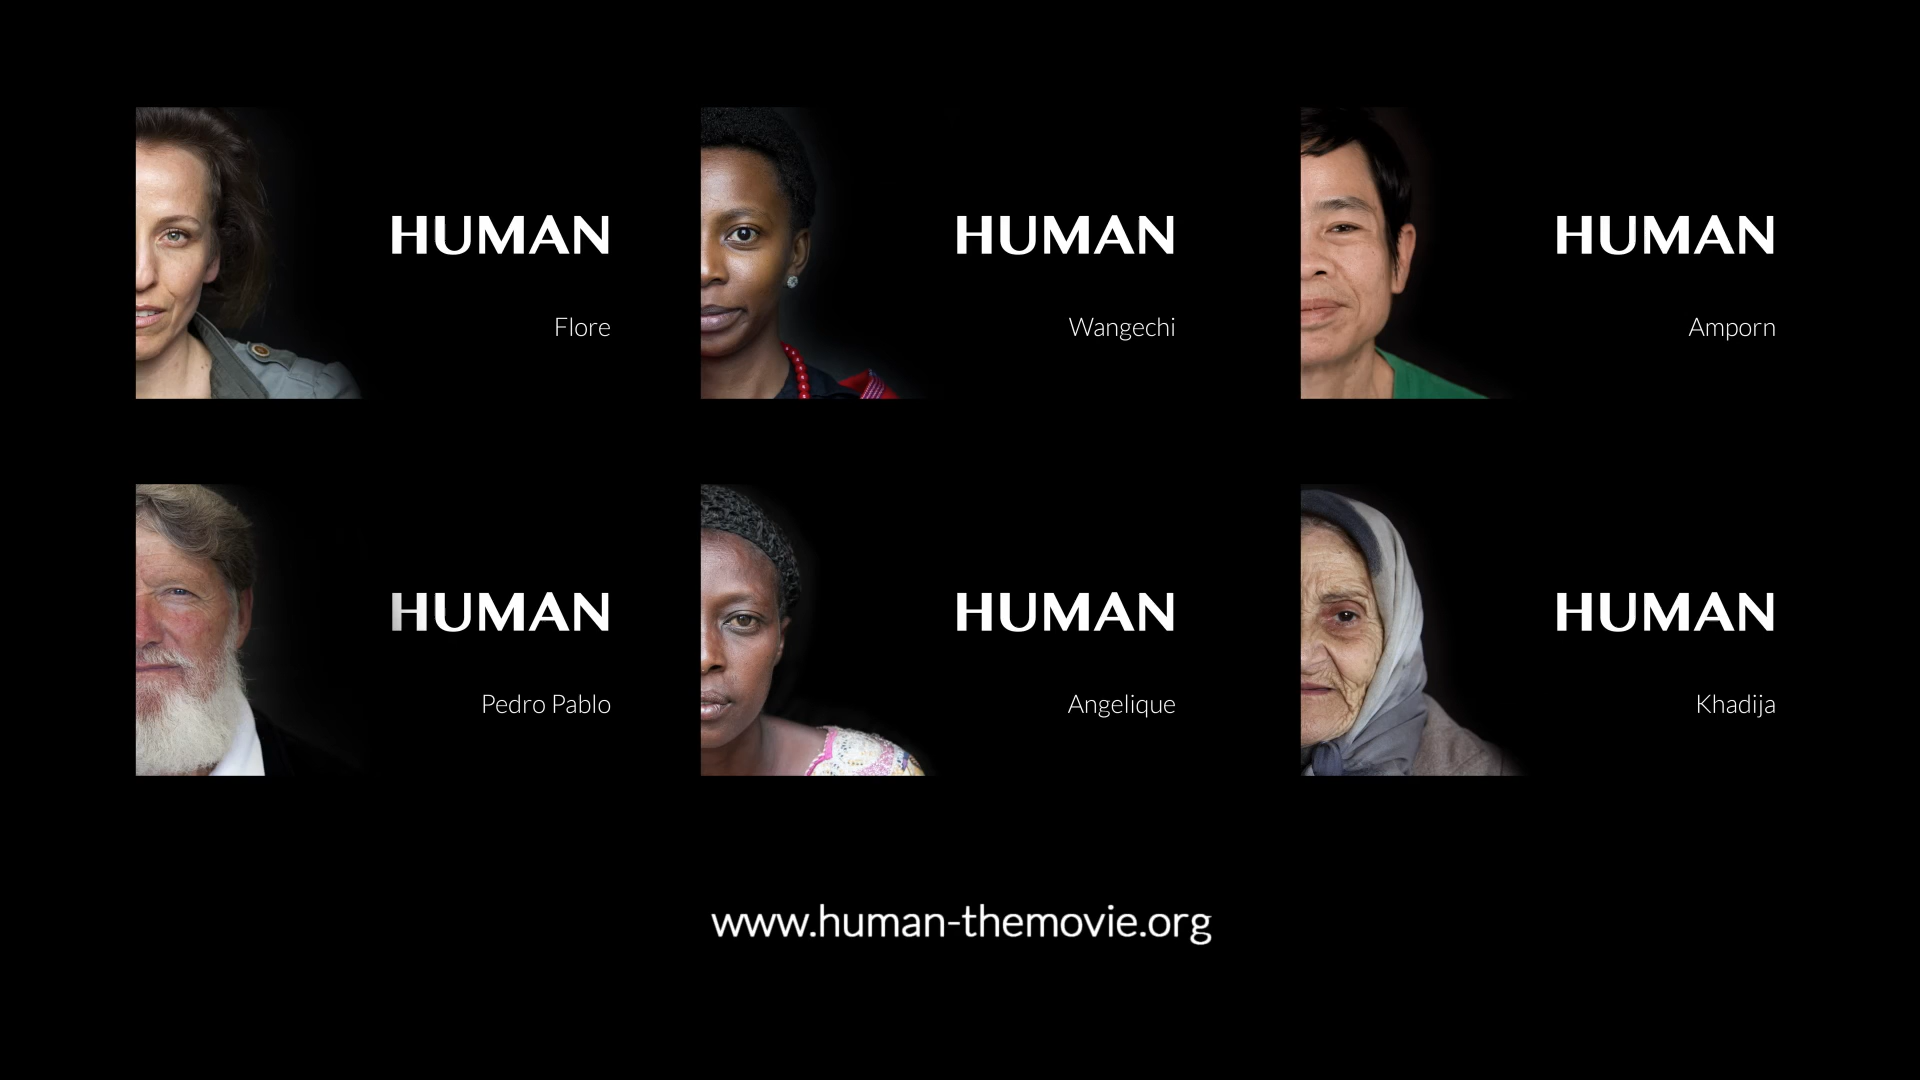 HUMAN
Flore
HUMAN
Wangechi
HUMAN
Amporn
HUMAN
Pedro Pablo
HUMAN
Angelique
HUMAN
Khadija
www.human-themovie.org